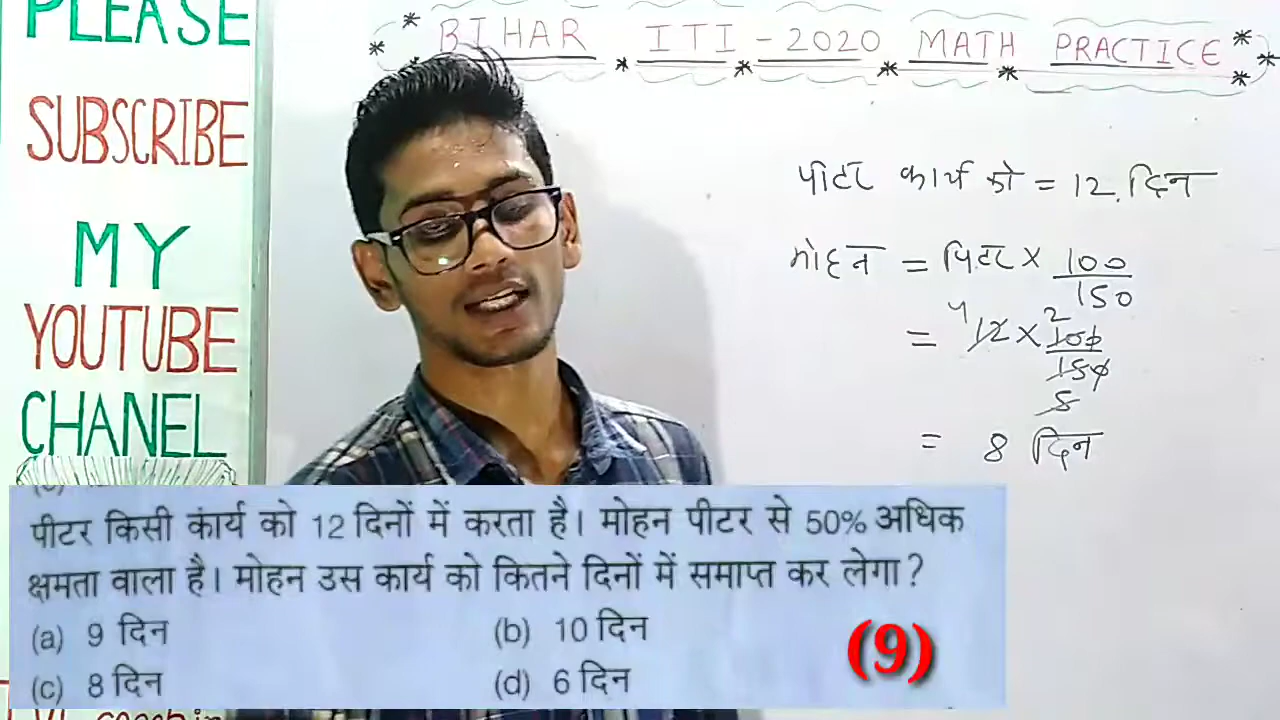 PLEASE
SUBSCRIBE
MY
YOUTUBE
CHANEL
BIHAR ITI - 2020 MATH PRACTICE
पीटर कार्य को = 12 दिन
मोहन = पिटर × 100/150
= 12 × 100/150
= 8 दिन
पीटर किसी कार्य को 12 दिनों में करता है। मोहन पीटर से 50% अधिक
क्षमता वाला है। मोहन उस कार्य को कितने दिनों में समाप्त कर लेगा?
(a) 9 दिन (b) 10 दिन
(c) 8 दिन (d) 6 दिन
(9)